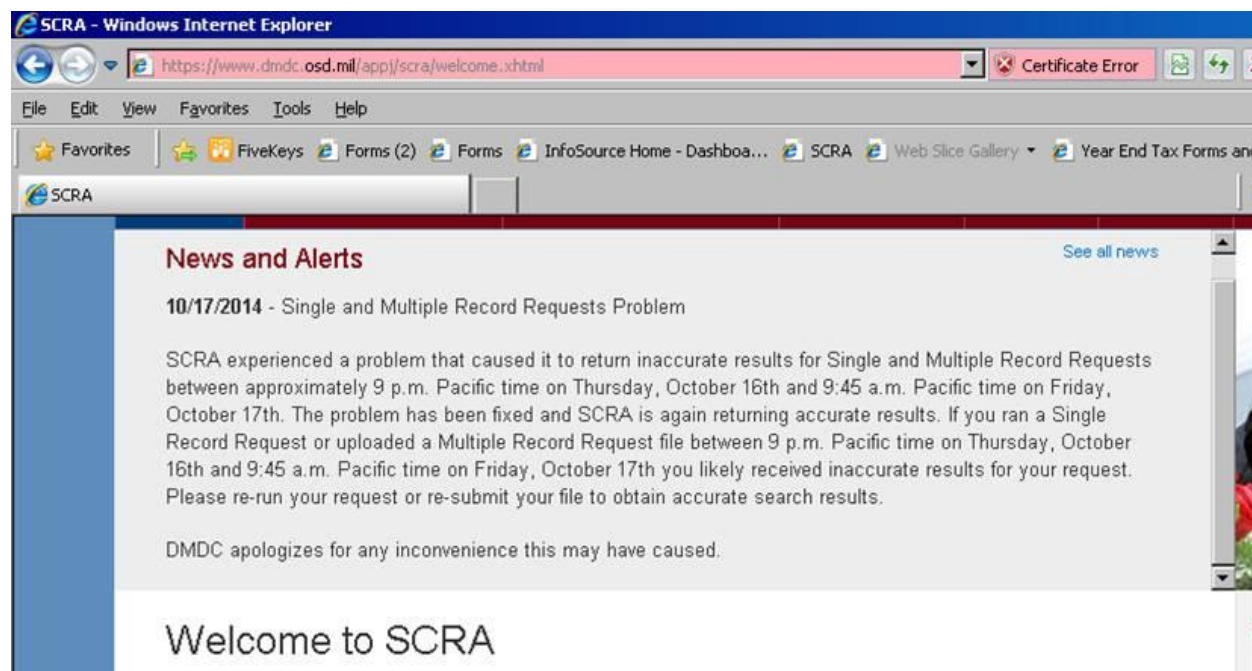 SCRA - Windows Internet Explorer
https://www.dmdc.osd.mil/appj/scra/welcome.xhtml Certificate Error
File Edit View Favorites Tools Help
Favorites FiveKeys Forms (2) Forms InfoSource Home - Dashboa... SCRA Web Slice Gallery Year End Tax Forms and
SCRA
News and Alerts See all news
10/17/2014 - Single and Multiple Record Requests Problem
SCRA experienced a problem that caused it to return inaccurate results for Single and Multiple Record Requests
between approximately 9 p.m. Pacific time on Thursday, October 16th and 9:45 a.m. Pacific time on Friday,
October 17th. The problem has been fixed and SCRA is again returning accurate results. If you ran a Single
Record Request or uploaded a Multiple Record Request file between 9 p.m. Pacific time on Thursday, October
16th and 9:45 a.m. Pacific time on Friday, October 17th you likely received inaccurate results for your request.
Please re-run your request or re-submit your file to obtain accurate search results.
DMDC apologizes for any inconvenience this may have caused.
Welcome to SCRA